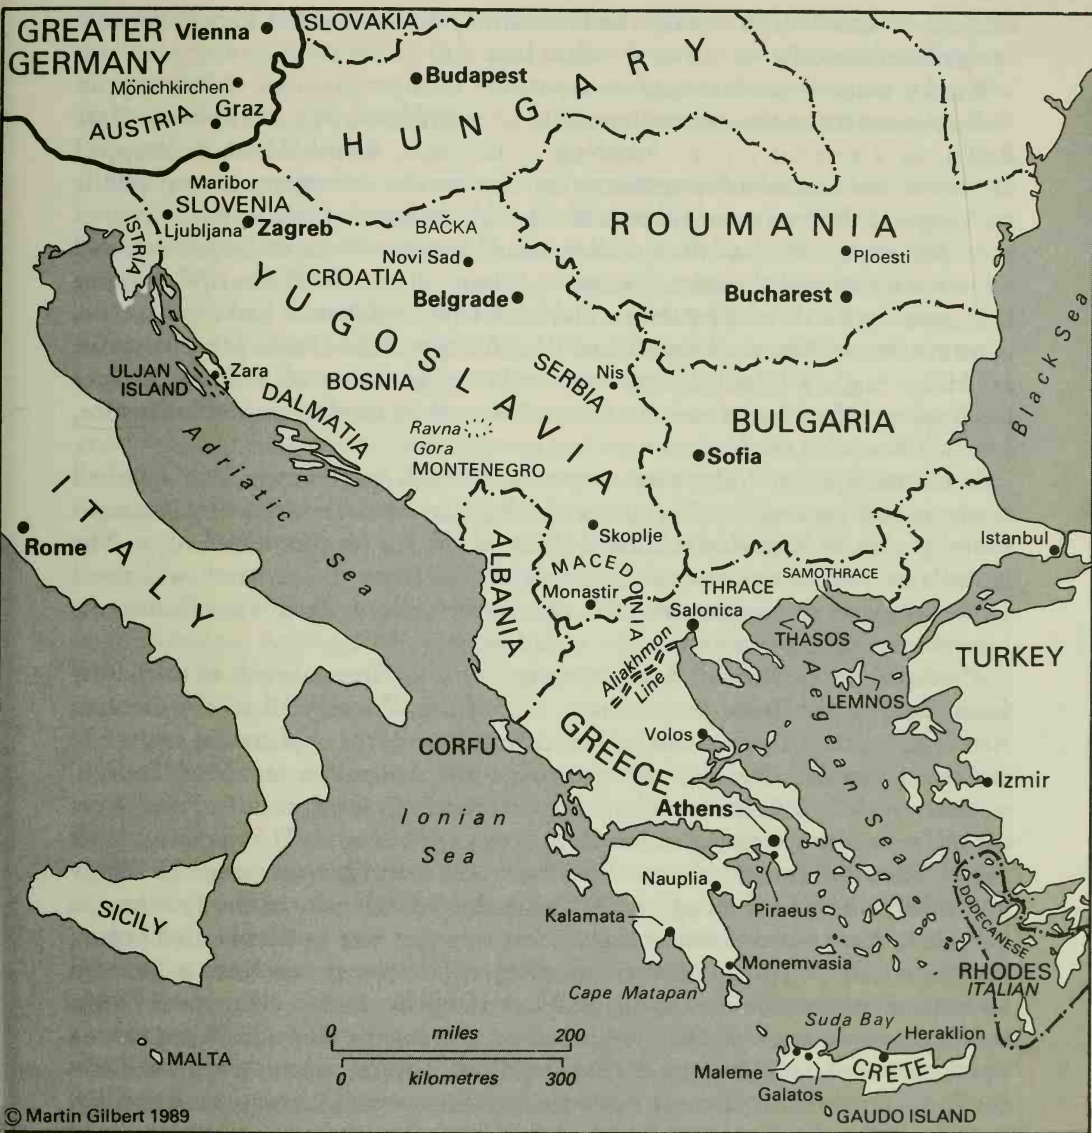 GREATER
GERMANY
Vienna
SLOVAKIA
Budapest
Mönichkirchen
Graz
AUSTRIA
HUNGARY
Maribor
SLOVENIA
Ljubljana
Zagreb
ISTRIA
BAČKA
ROUMANIA
Novi Sad
Ploesti
CROATIA
YUGOSLAVIA
Belgrade
Bucharest
Black Sea
ULJAN
ISLAND
Zara
BOSNIA
SERBIA
Nis
DALMATIA
BULGARIA
Ravna
Gora
MONTENEGRO
Sofia
Adriatic Sea
ITALY
Rome
Skoplje
Istanbul
ALBANIA
MACEDONIA
Monastir
THRACE
SAMOTHRACE
Salonica
THASOS
Aliakhmon
Line
TURKEY
LEMNOS
Aegean Sea
CORFU
GREECE
Volos
Izmir
Athens
Ionian
Sea
Nauplia
Piraeus
SICILY
Kalamata
DODECANESE
Monemvasia
RHODES
ITALIAN
Cape Matapan
Suda Bay
Heraklion
MALTA
0 miles 200
0 kilometres 300
Maleme
CRETE
Galatos
GAUDO ISLAND
© Martin Gilbert 1989